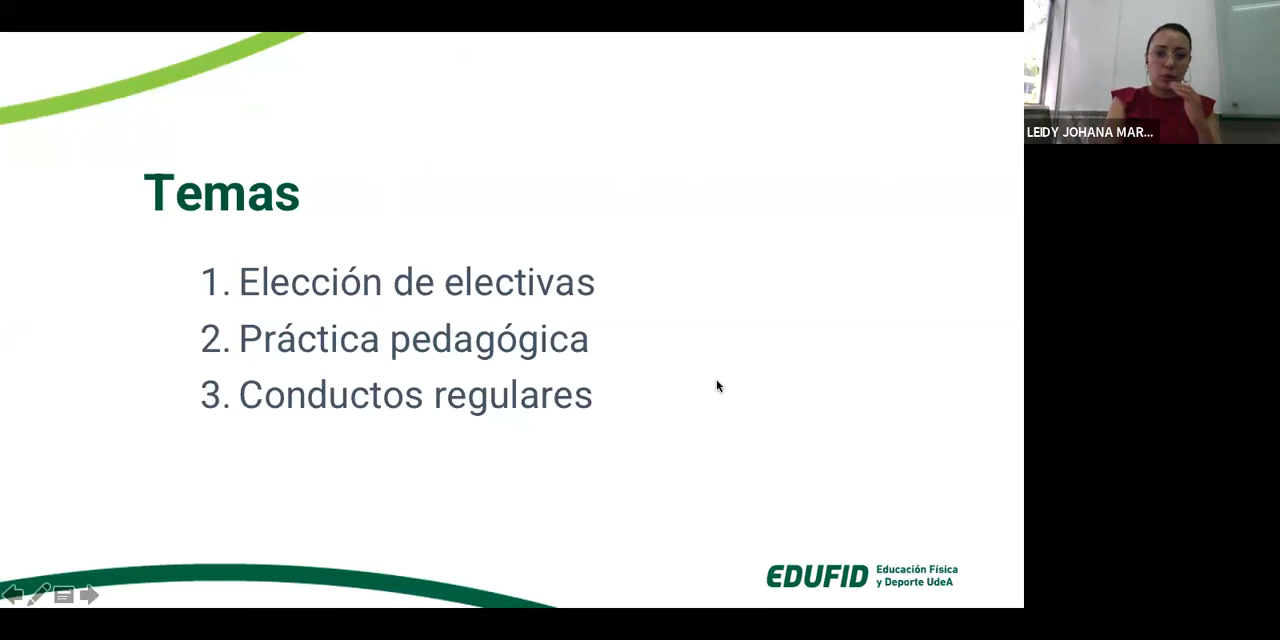 Temas
1. Elección de electivas
2. Práctica pedagógica
3. Conductos regulares
EDUFID
Educación Física
y Deporte UdeA
LEIDY JOHANA MAR...